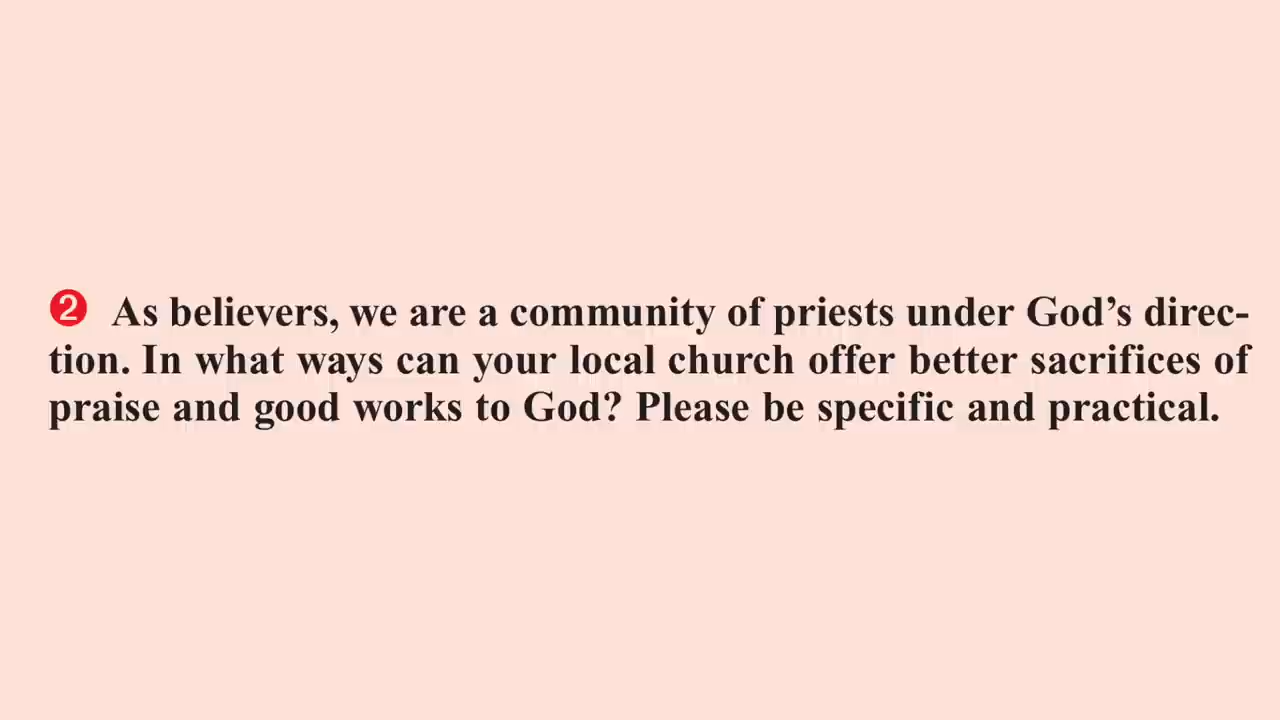 ❷ As believers, we are a community of priests under God’s direc-
tion. In what ways can your local church offer better sacrifices of
praise and good works to God? Please be specific and practical.